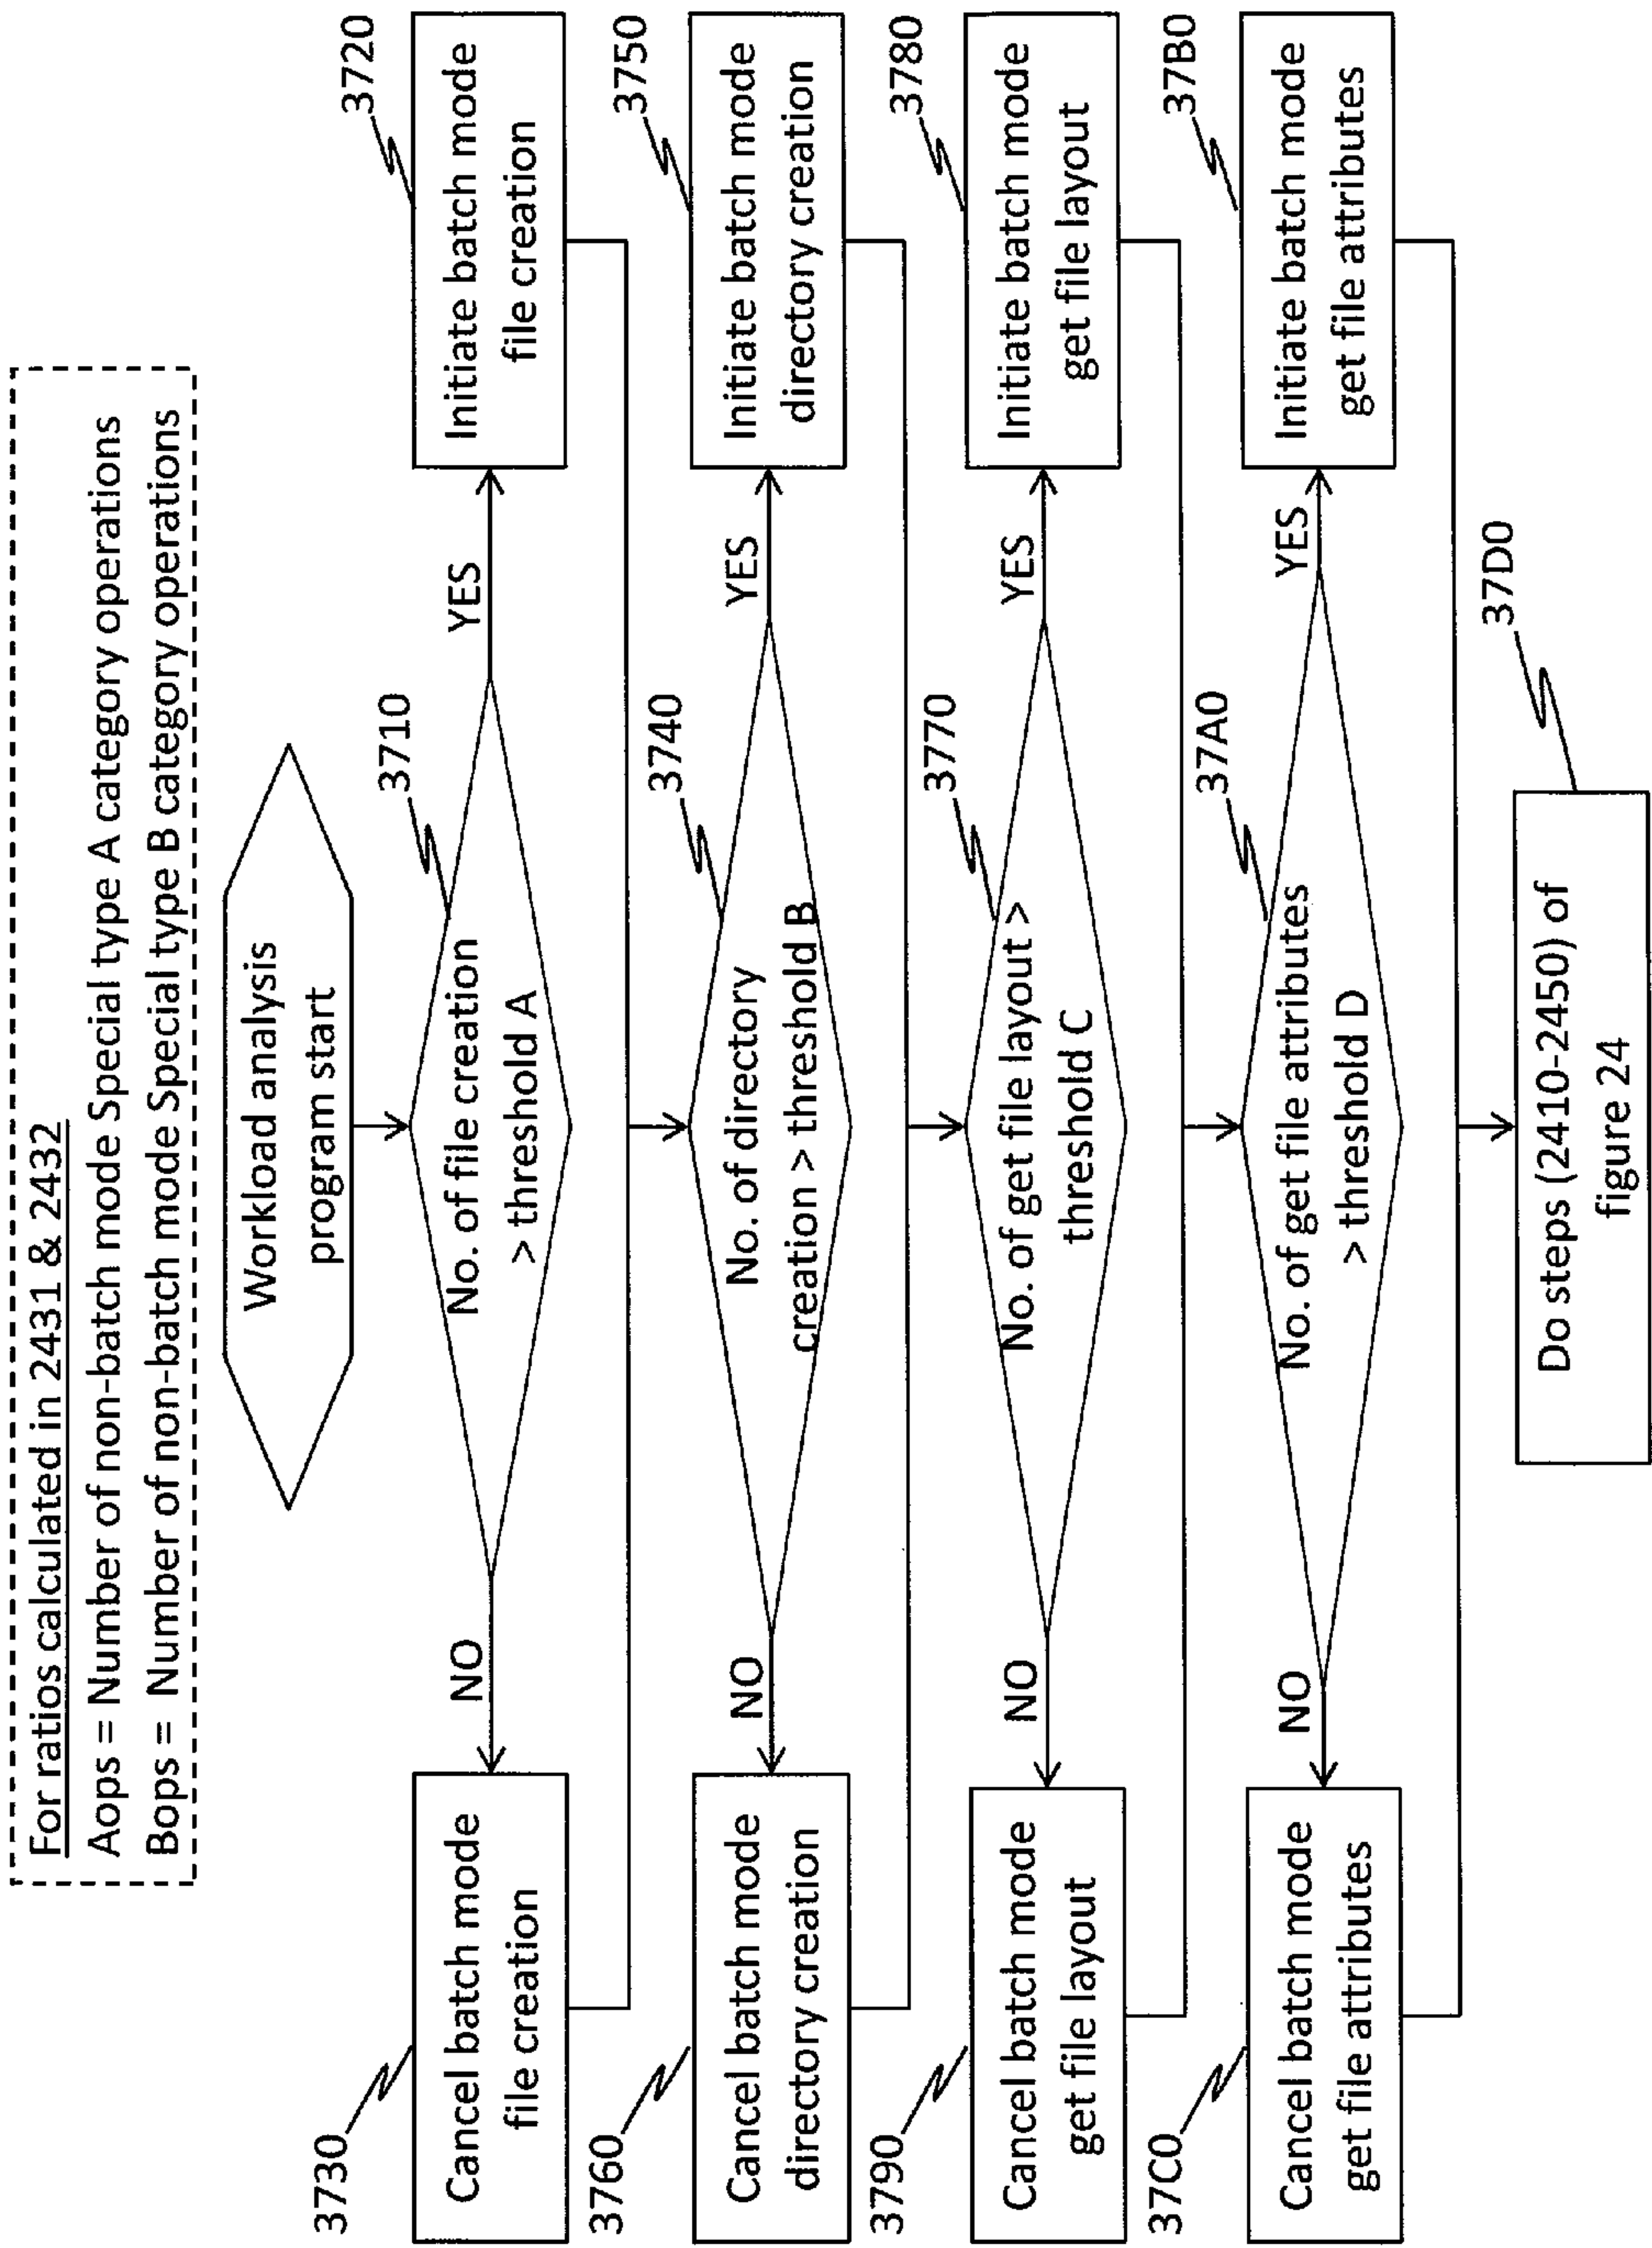 For ratios calculated in 2431 & 2432
Aops = Number of non-batch mode Special type A category operations
Bops = Number of non-batch mode Special type B category operations
Workload analysis
program start
3710
No. of file creation
> threshold A
YES
3720
Initiate batch mode
file creation
NO
3730
Cancel batch mode
file creation
3740
No. of directory
creation > threshold B
YES
3750
Initiate batch mode
directory creation
NO
3760
Cancel batch mode
directory creation
3770
No. of get file layout >
threshold C
YES
3780
Initiate batch mode
get file layout
NO
3790
Cancel batch mode
get file layout
37A0
No. of get file attributes
> threshold D
YES
37B0
Initiate batch mode
get file attributes
NO
37C0
Cancel batch mode
get file attributes
37D0
Do steps (2410-2450) of
figure 24